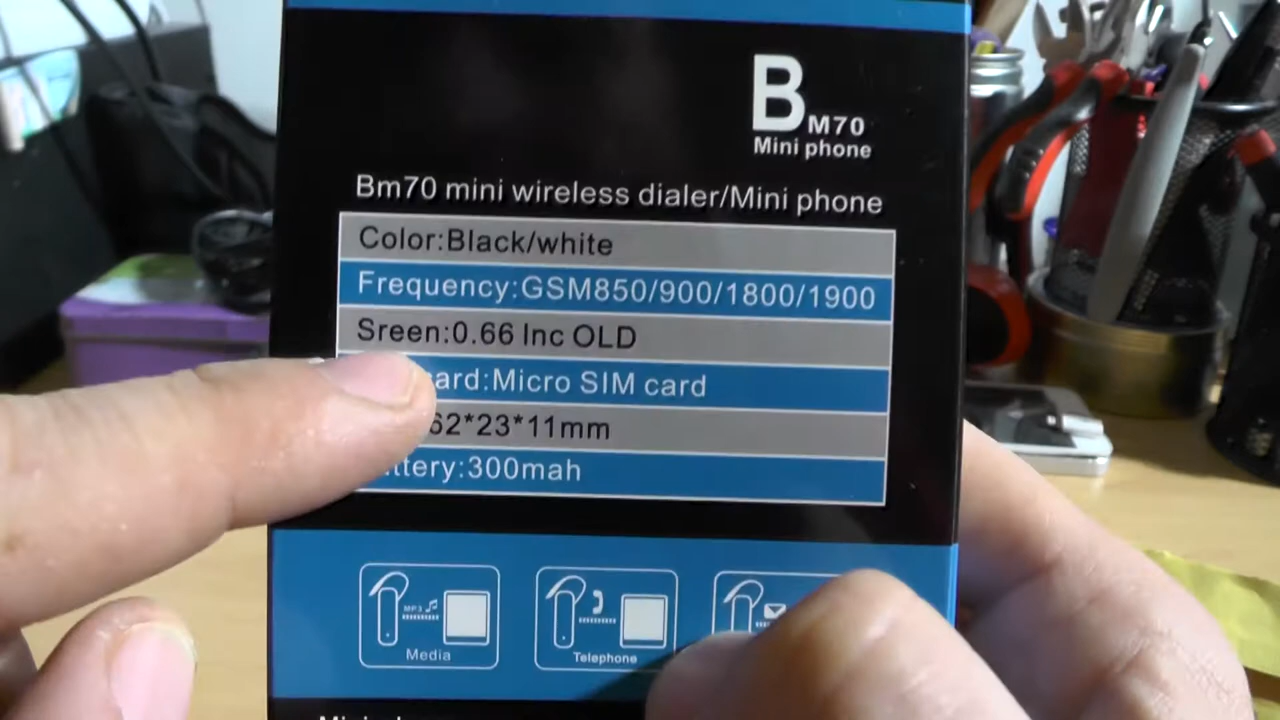 B
M70
Mini phone
Bm70 mini wireless dialer/Mini phone
Color:Black/white
Frequency:GSM850/900/1800/1900
Sreen:0.66 Inc OLD
ard:Micro SIM card
62*23*11mm
ttery:300mah
MP3
Media
Telephone